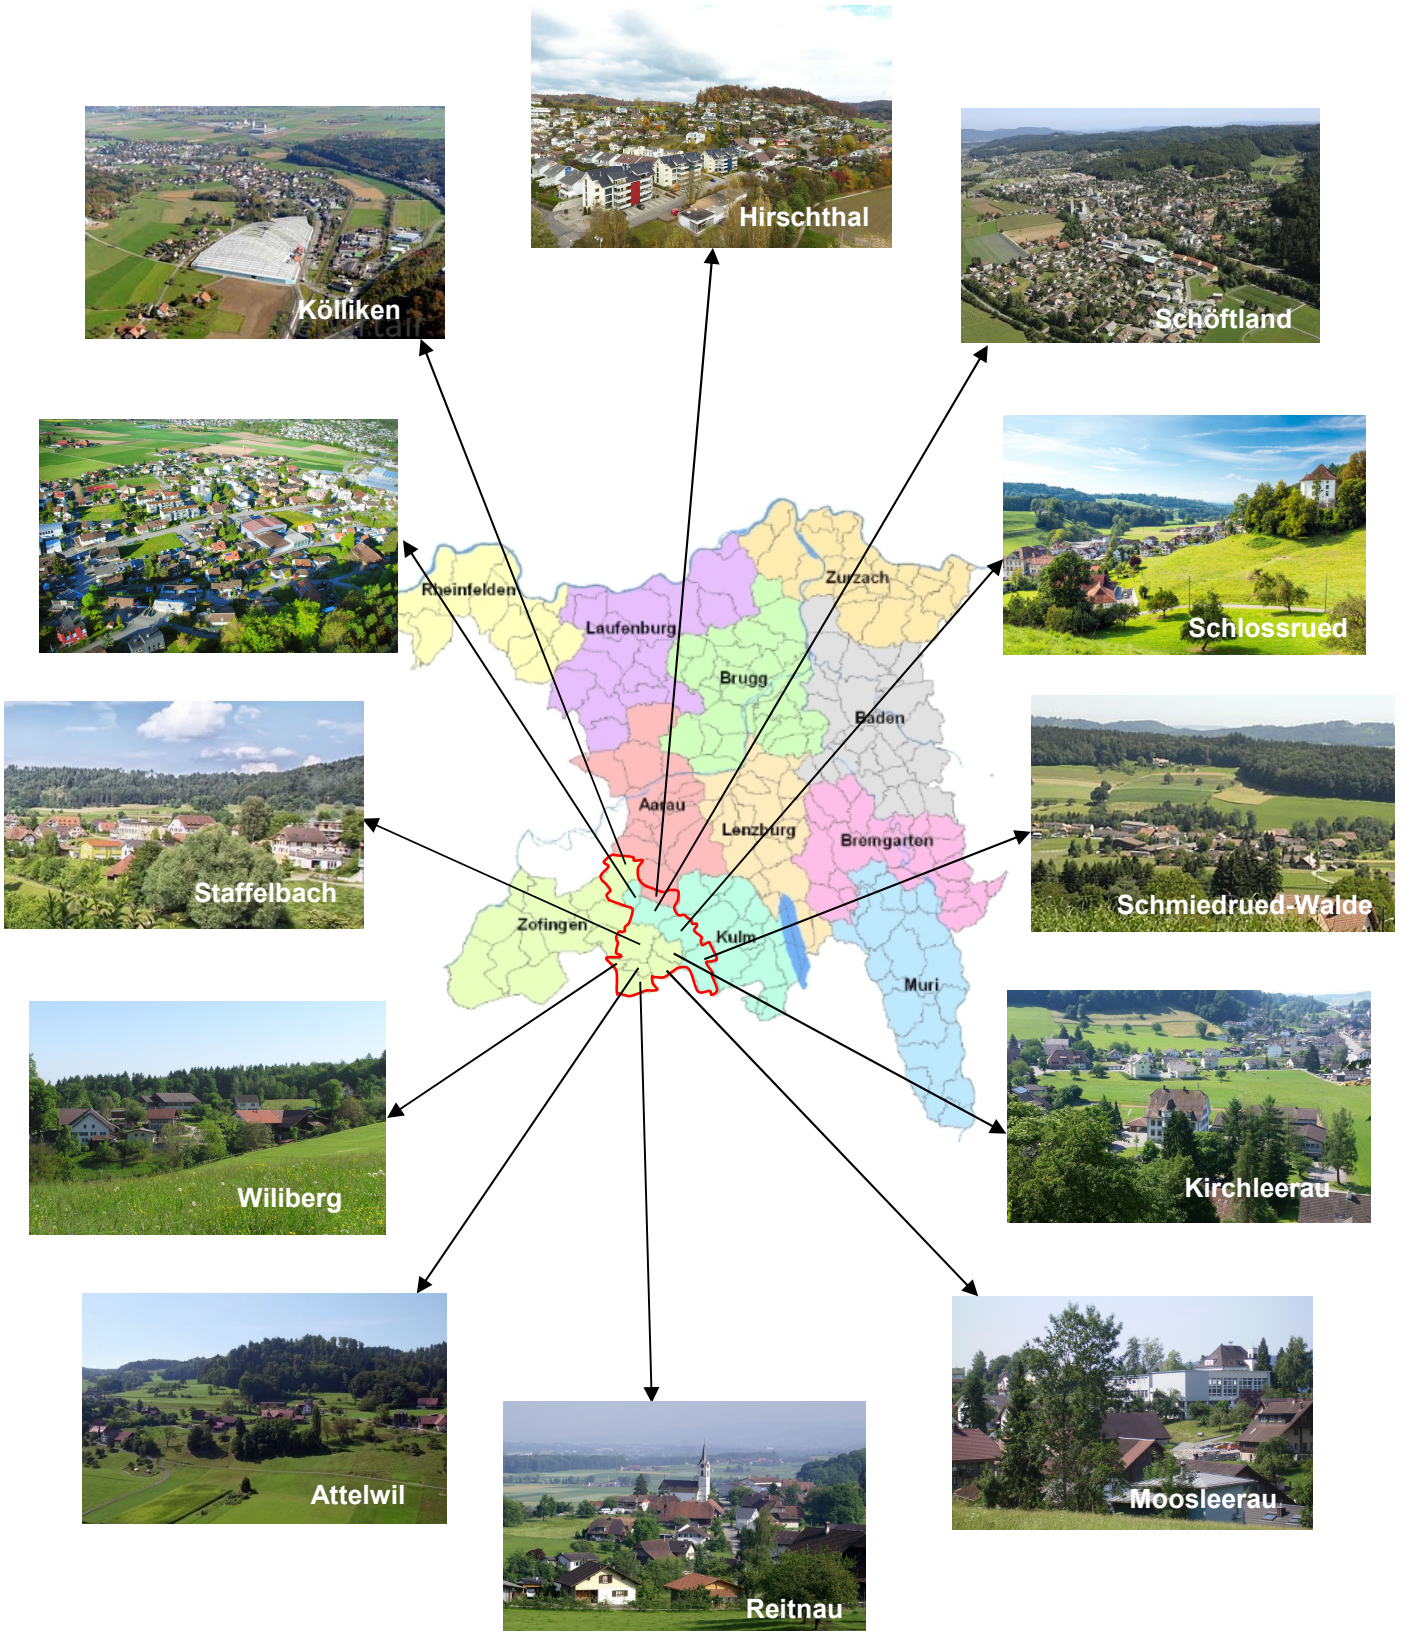 Hirschthal
Kölliken
Schöftland
Schlossrued
Rheinfelden
Zurzach
Laufenburg
Brugg
Baden
Aarau
Lenzburg
Bremgarten
Staffelbach
Schmiedrued-Walde
Zofingen
Kulm
Muri
Wiliberg
Kirchleerau
Attelwil
Moosleerau
Reitnau